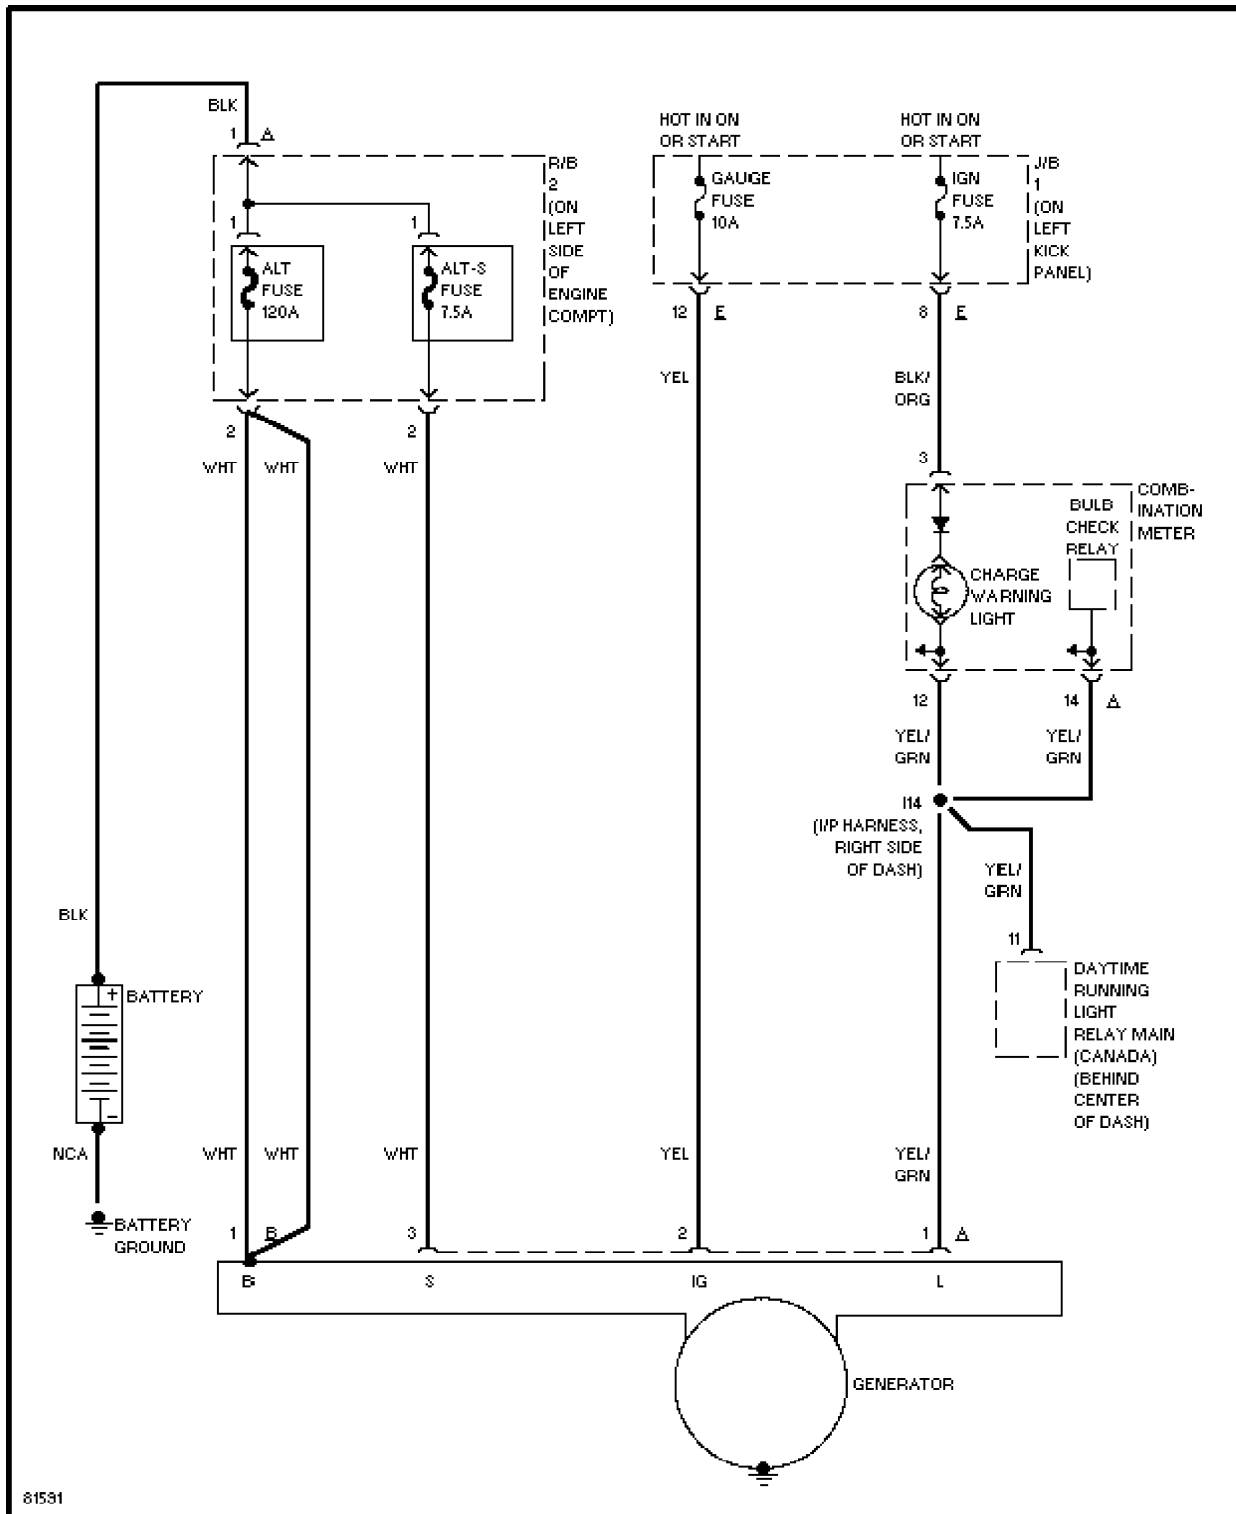 BLK
1 A
HOT IN ON
OR START
HOT IN ON
OR START
R/B
2
(ON
LEFT
SIDE
OF
ENGINE
COMPT)
1
1
ALT
FUSE
120A
ALT-S
FUSE
7.5A
GAUGE
FUSE
10A
IGN
FUSE
7.5A
J/B
1
(ON
LEFT
KICK
PANEL)
12 E
8 E
2
2
WHT
WHT
WHT
YEL
BLK/
ORG
3
COMB-
INATION
METER
BULB
CHECK
RELAY
CHARGE
WARNING
LIGHT
12
14 A
YEL/
GRN
YEL/
GRN
I14
(I/P HARNESS,
RIGHT SIDE
OF DASH)
YEL/
GRN
11
DAYTIME
RUNNING
LIGHT
RELAY MAIN
(CANADA)
(BEHIND
CENTER
OF DASH)
BLK
+
BATTERY
-
NCA
BATTERY
GROUND
WHT
WHT
WHT
YEL
YEL/
GRN
1 B
3
2
1 A
B
S
IG
L
GENERATOR
81591